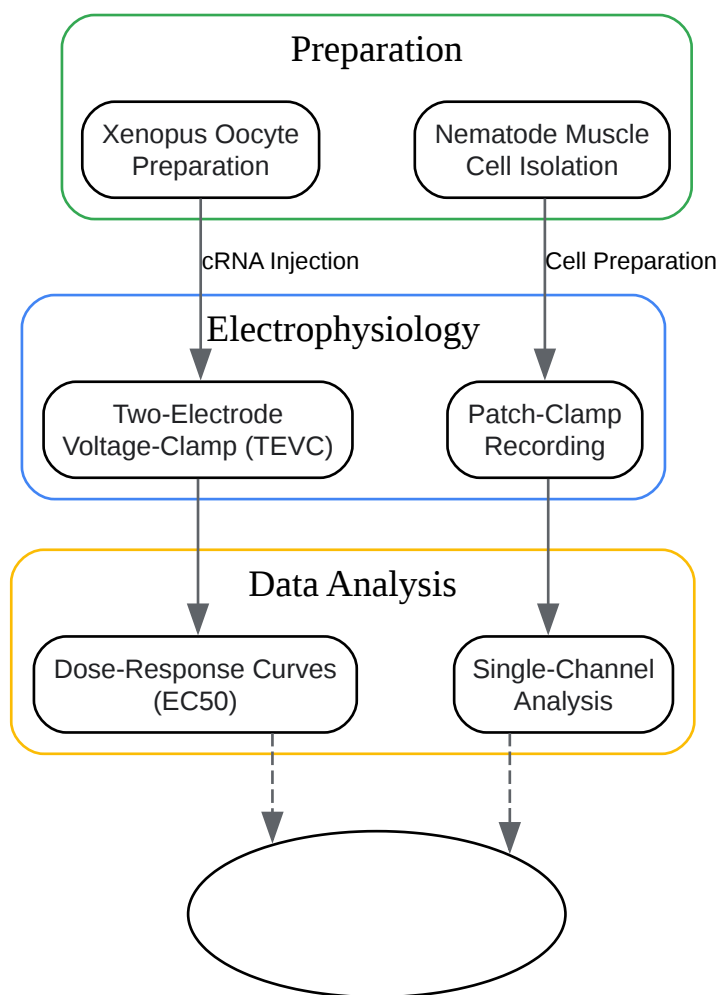 Preparation
Xenopus Oocyte
Preparation
Nematode Muscle
Cell Isolation
cRNA Injection
Cell Preparation
Electrophysiology
Two-Electrode
Voltage-Clamp (TEVC)
Patch-Clamp
Recording
Data Analysis
Dose-Response Curves
(EC50)
Single-Channel
Analysis